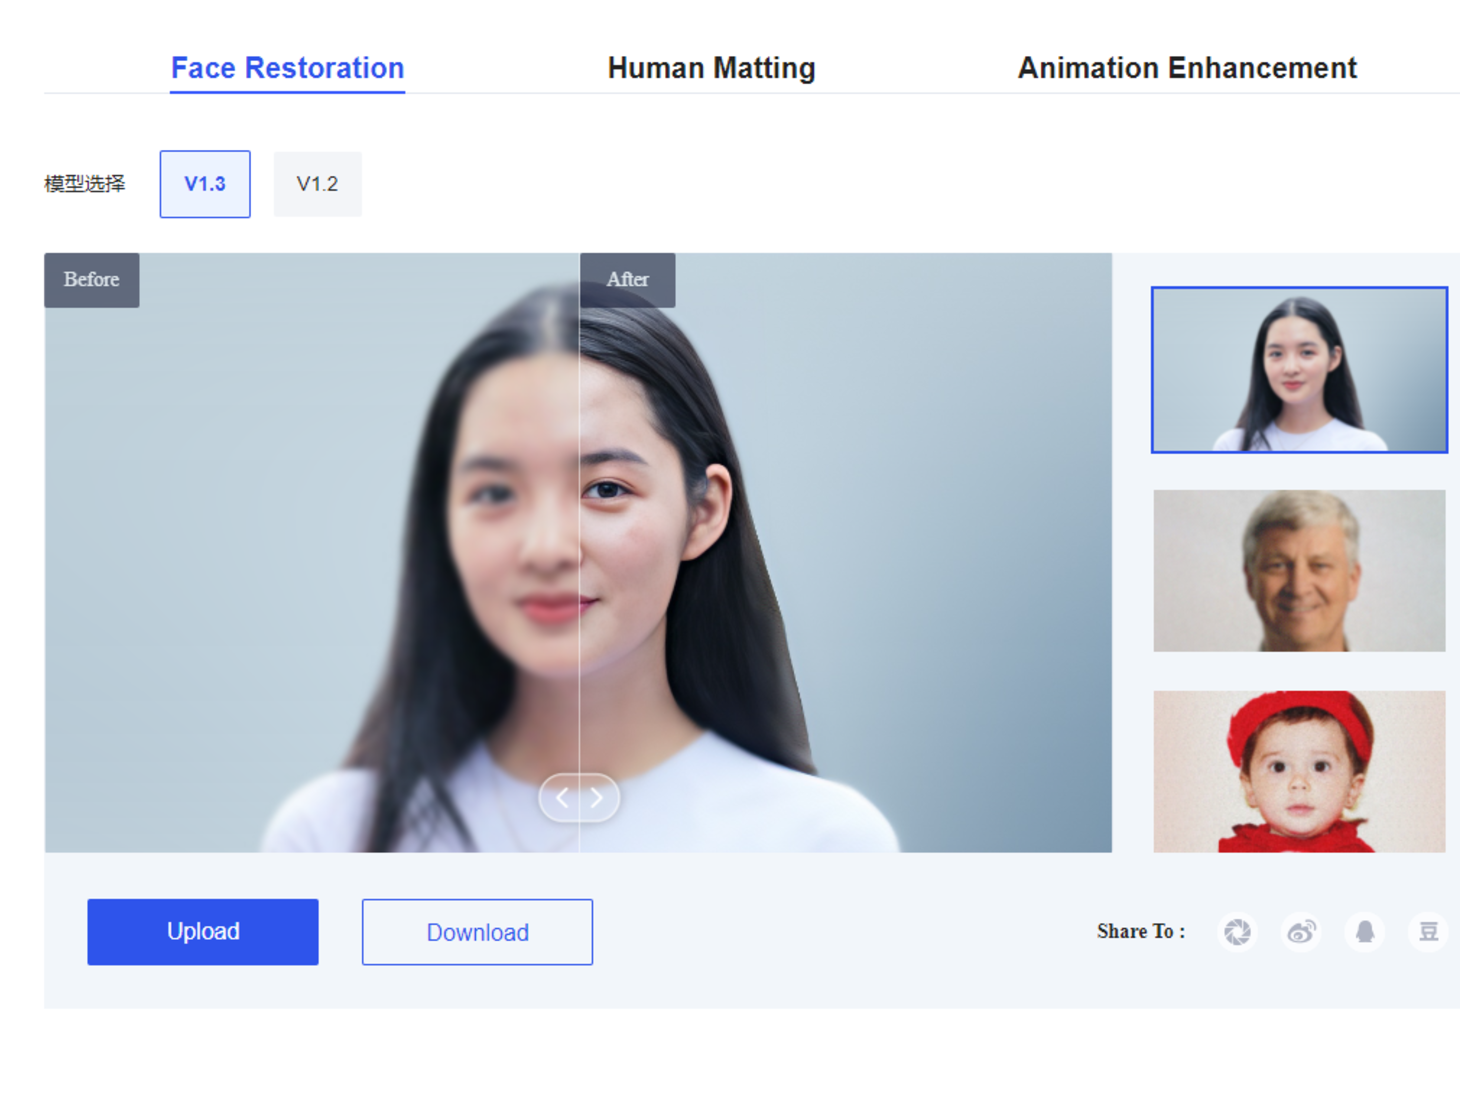 Face Restoration
Human Matting
Animation Enhancement
模型选择
V1.3
V1.2
Before
After
Upload
Download
Share To :
豆